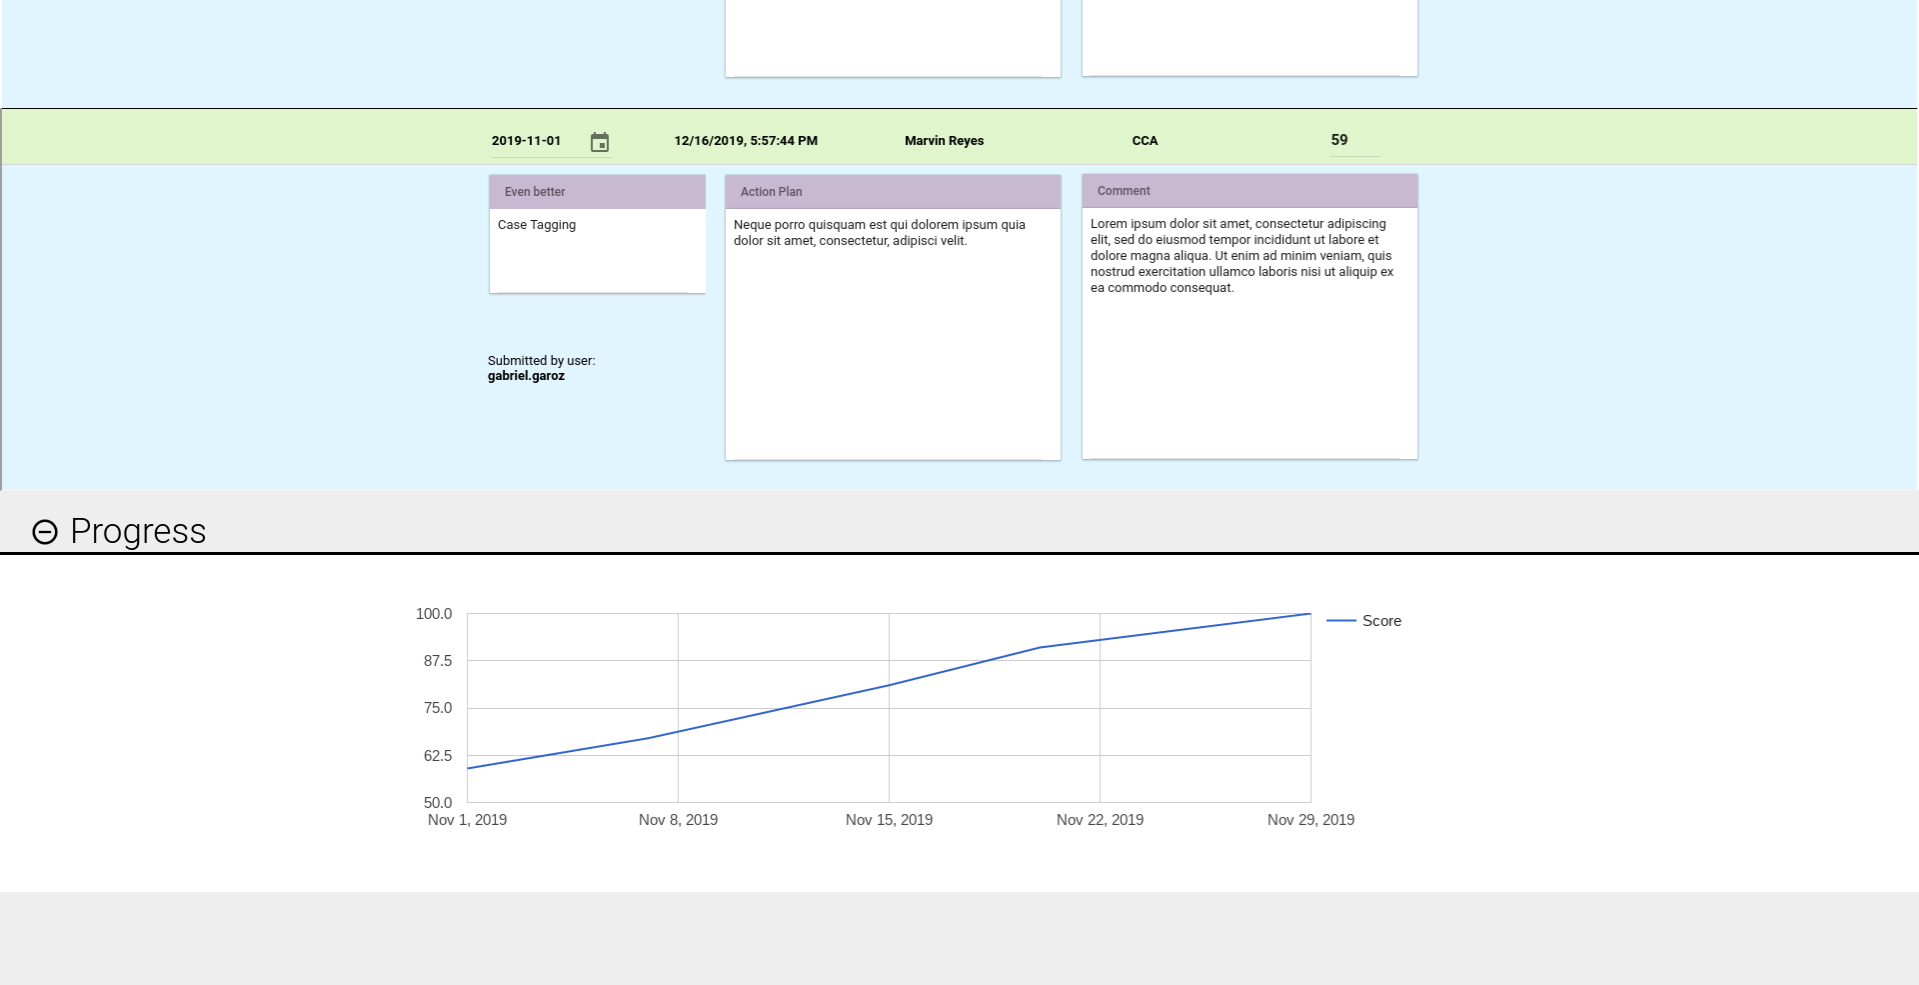 2019-11-01 12/16/2019, 5:57:44 PM Marvin Reyes CCA 59
Even better
Case Tagging
Submitted by user:
gabriel.garoz
Action Plan
Neque porro quisquam est qui dolorem ipsum quia
dolor sit amet, consectetur, adipisci velit.
Comment
Lorem ipsum dolor sit amet, consectetur adipiscing
elit, sed do eiusmod tempor incididunt ut labore et
dolore magna aliqua. Ut enim ad minim veniam, quis
nostrud exercitation ullamco laboris nisi ut aliquip ex
ea commodo consequat.
Progress
100.0
87.5
75.0
62.5
50.0
Nov 1, 2019 Nov 8, 2019 Nov 15, 2019 Nov 22, 2019 Nov 29, 2019
Score